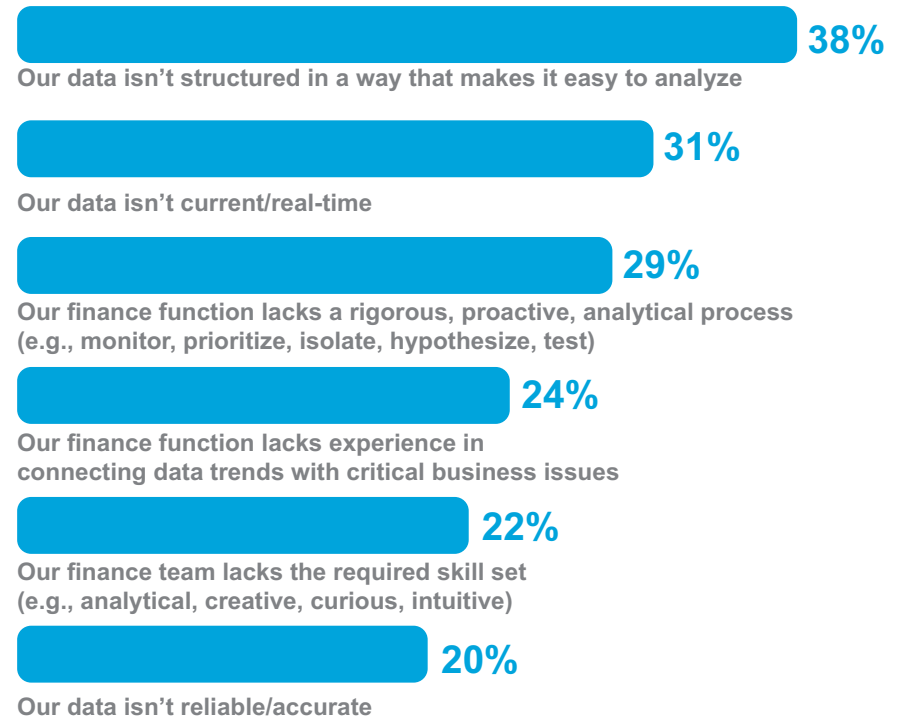 38%
Our data isn’t structured in a way that makes it easy to analyze
31%
Our data isn’t current/real-time
29%
Our finance function lacks a rigorous, proactive, analytical process
(e.g., monitor, prioritize, isolate, hypothesize, test)
24%
Our finance function lacks experience in
connecting data trends with critical business issues
22%
Our finance team lacks the required skill set
(e.g., analytical, creative, curious, intuitive)
20%
Our data isn’t reliable/accurate